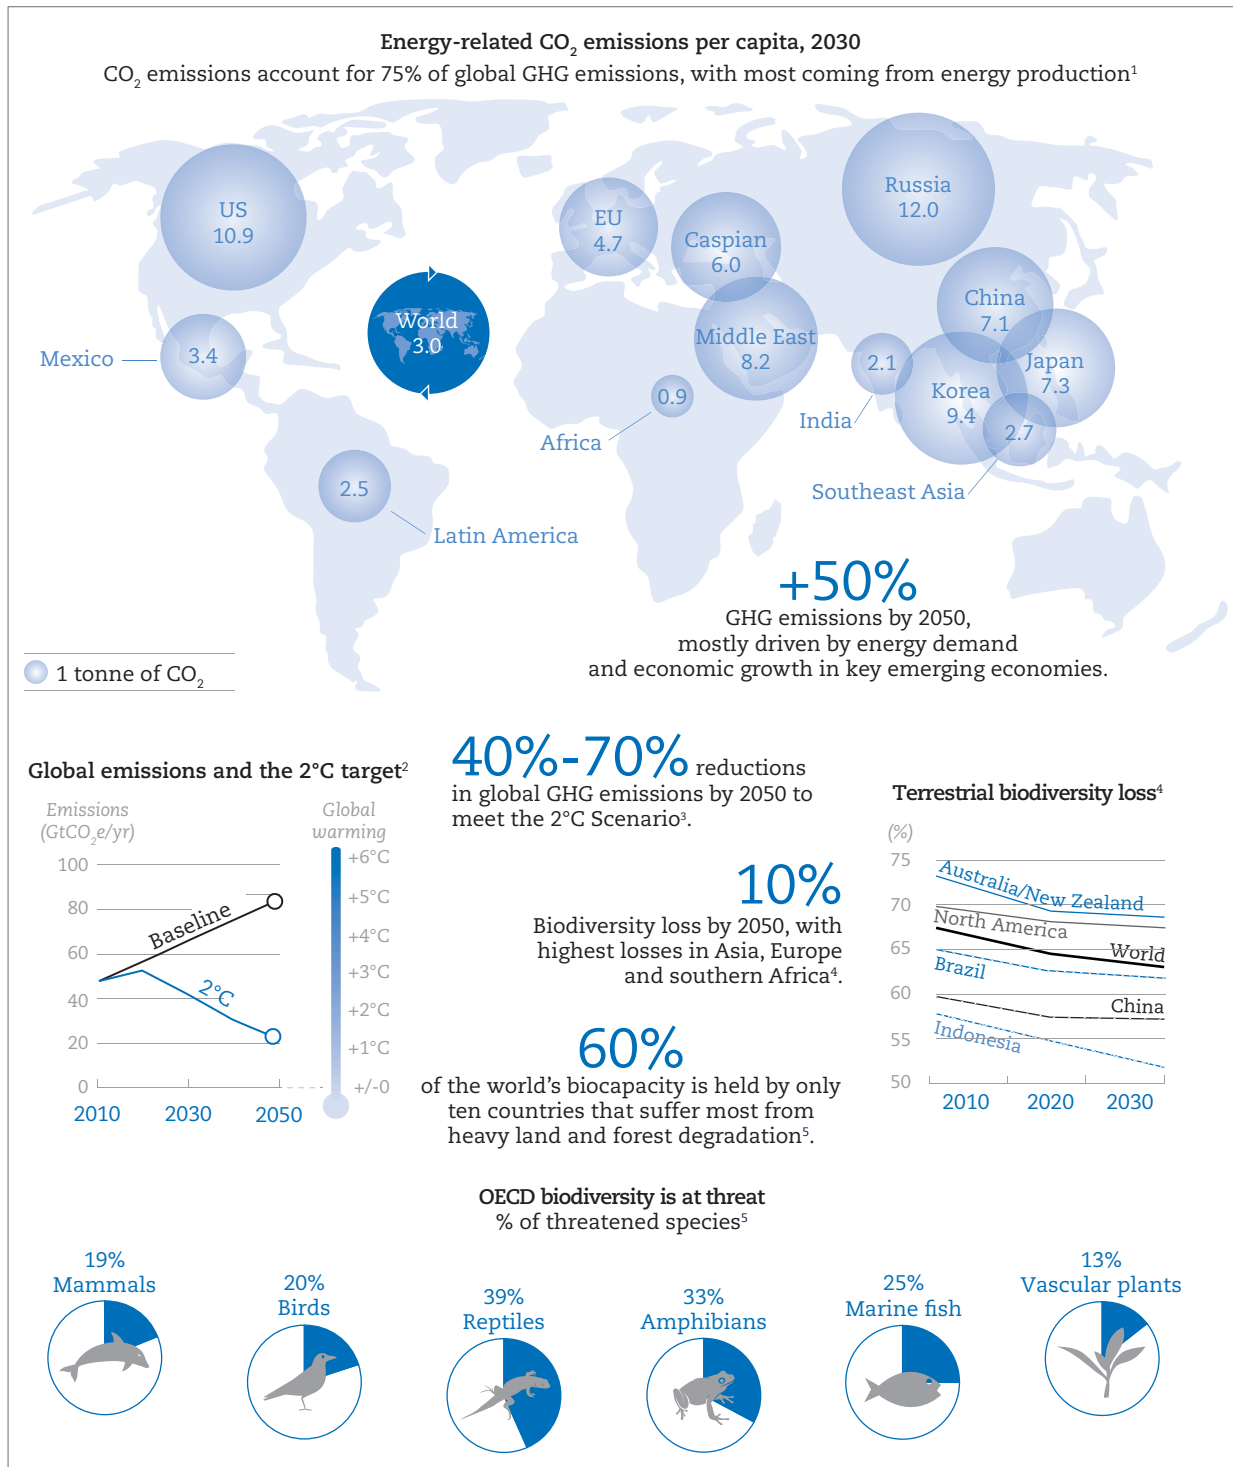 Energy-related CO2 emissions per capita, 2030
CO2 emissions account for 75% of global GHG emissions, with most coming from energy production1
US
10.9
EU
4.7
Caspian
6.0
Russia
12.0
World
3.0
Mexico
3.4
Middle East
8.2
China
7.1
Japan
7.3
Korea
9.4
2.1
India
0.9
Africa
2.7
Southeast Asia
2.5
Latin America
+50%
GHG emissions by 2050,
mostly driven by energy demand
and economic growth in key emerging economies.
1 tonne of CO2
Global emissions and the 2°C target2
Emissions
(GtCO2e/yr)
Global
warming
100
80
60
40
20
0
Baseline
2°C
+6°C
+5°C
+4°C
+3°C
+2°C
+1°C
+/-0
2010
2030
2050
40%-70% reductions
in global GHG emissions by 2050 to
meet the 2°C Scenario3.
10%
Biodiversity loss by 2050, with
highest losses in Asia, Europe
and southern Africa4.
60%
of the world's biocapacity is held by only
ten countries that suffer most from
heavy land and forest degradation5.
Terrestrial biodiversity loss4
(%)
75
70
65
60
55
50
Australia/New Zealand
North America
World
Brazil
China
Indonesia
2010
2020
2030
OECD biodiversity is at threat
% of threatened species5
19%
Mammals
20%
Birds
39%
Reptiles
33%
Amphibians
25%
Marine fish
13%
Vascular plants